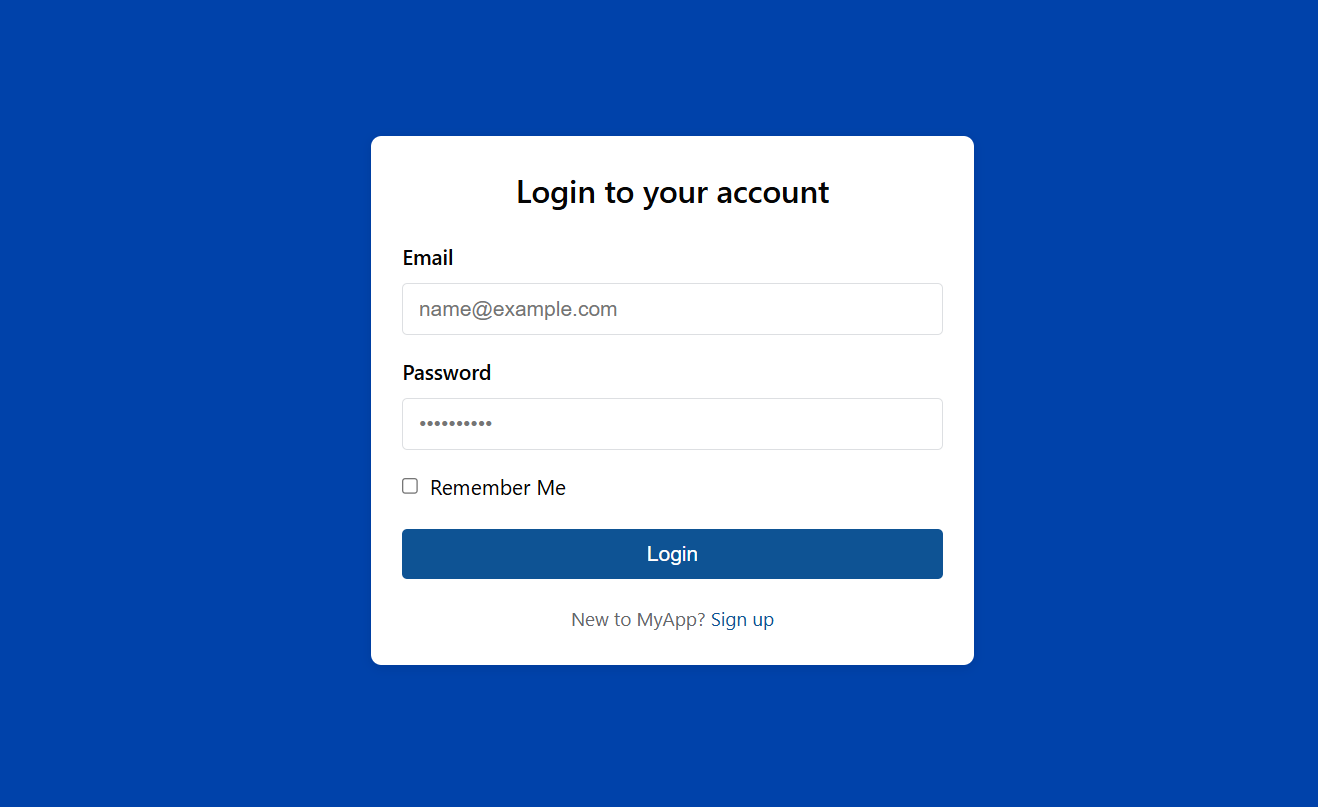 Login to your account
Email
name@example.com
Password
••••••••••
Remember Me
Login
New to MyApp? Sign up